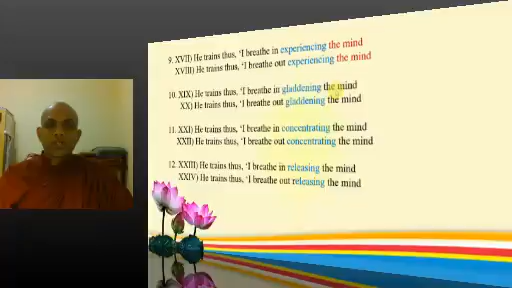 9. XVII) He trains thus, 'I breathe in experiencing the mind
XVIII) He trains thus, 'I breathe out experiencing the mind
10. XIX) He trains thus, 'I breathe in gladdening the mind
XX) He trains thus, 'I breathe out gladdening the mind
11. XXI) He trains thus, 'I breathe in concentrating the mind
XXII) He trains thus, 'I breathe out concentrating the mind
12. XXIII) He trains thus, 'I breathe in releasing the mind
XXIV) He trains thus, 'I breathe out releasing the mind